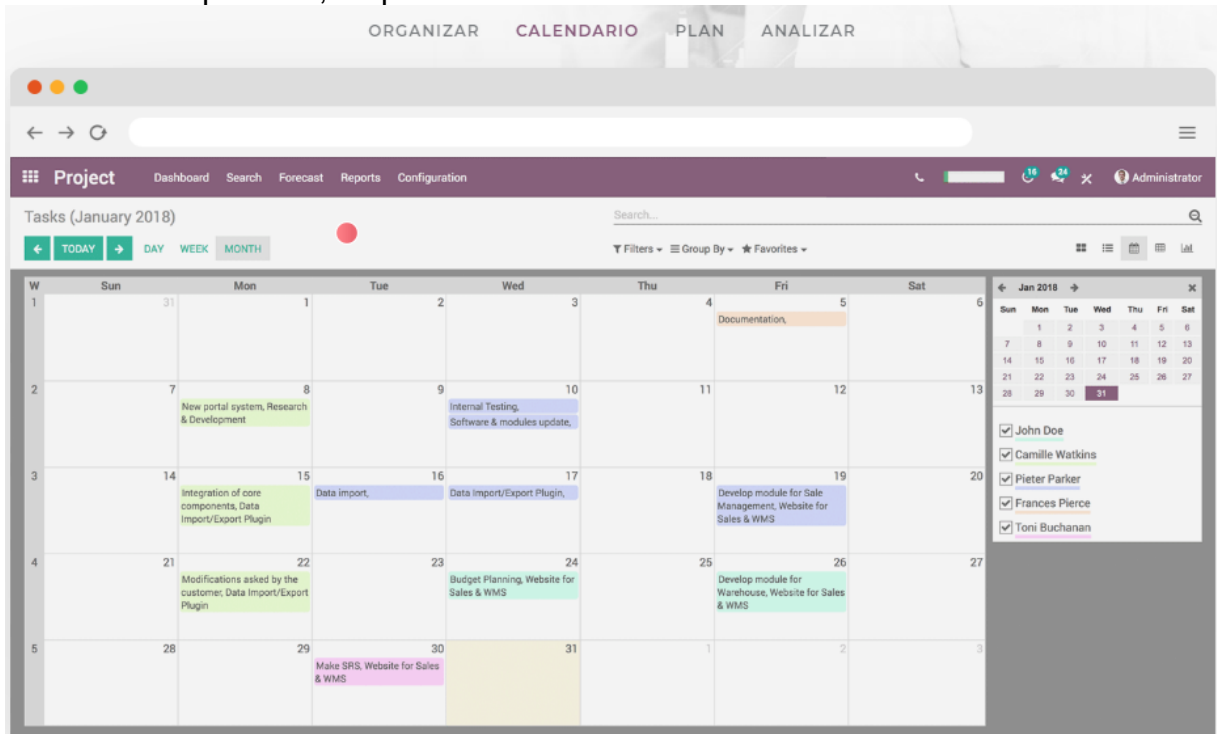 ORGANIZAR CALENDARIO PLAN ANALIZAR
Project Dashboard Search Forecast Reports Configuration 16 24 Administrator
Tasks (January 2018) Search...
TODAY DAY WEEK MONTH Filters Group By Favorites
W Sun Mon Tue Wed Thu Fri Sat
1 31 1 2 3 4 5 6
Documentation,
2 7 8 9 10 11 12 13
New portal system, Research
& Development
Internal Testing,
Software & modules update,
3 14 15 16 17 18 19 20
Integration of core
components, Data
Import/Export Plugin
Data import,
Data Import/Export Plugin,
Develop module for Sale
Management, Website for
Sales & WMS
4 21 22 23 24 25 26 27
Modifications asked by the
customer, Data Import/Export
Plugin
Budget Planning, Website for
Sales & WMS
Develop module for
Warehouse, Website for Sales
& WMS
5 28 29 30 31 1 2 3
Make SRS, Website for Sales
& WMS
Jan 2018
Sun Mon Tue Wed Thu Fri Sat
1 2 3 4 5 6
7 8 9 10 11 12 13
14 15 16 17 18 19 20
21 22 23 24 25 26 27
28 29 30 31
John Doe
Camille Watkins
Pieter Parker
Frances Pierce
Toni Buchanan